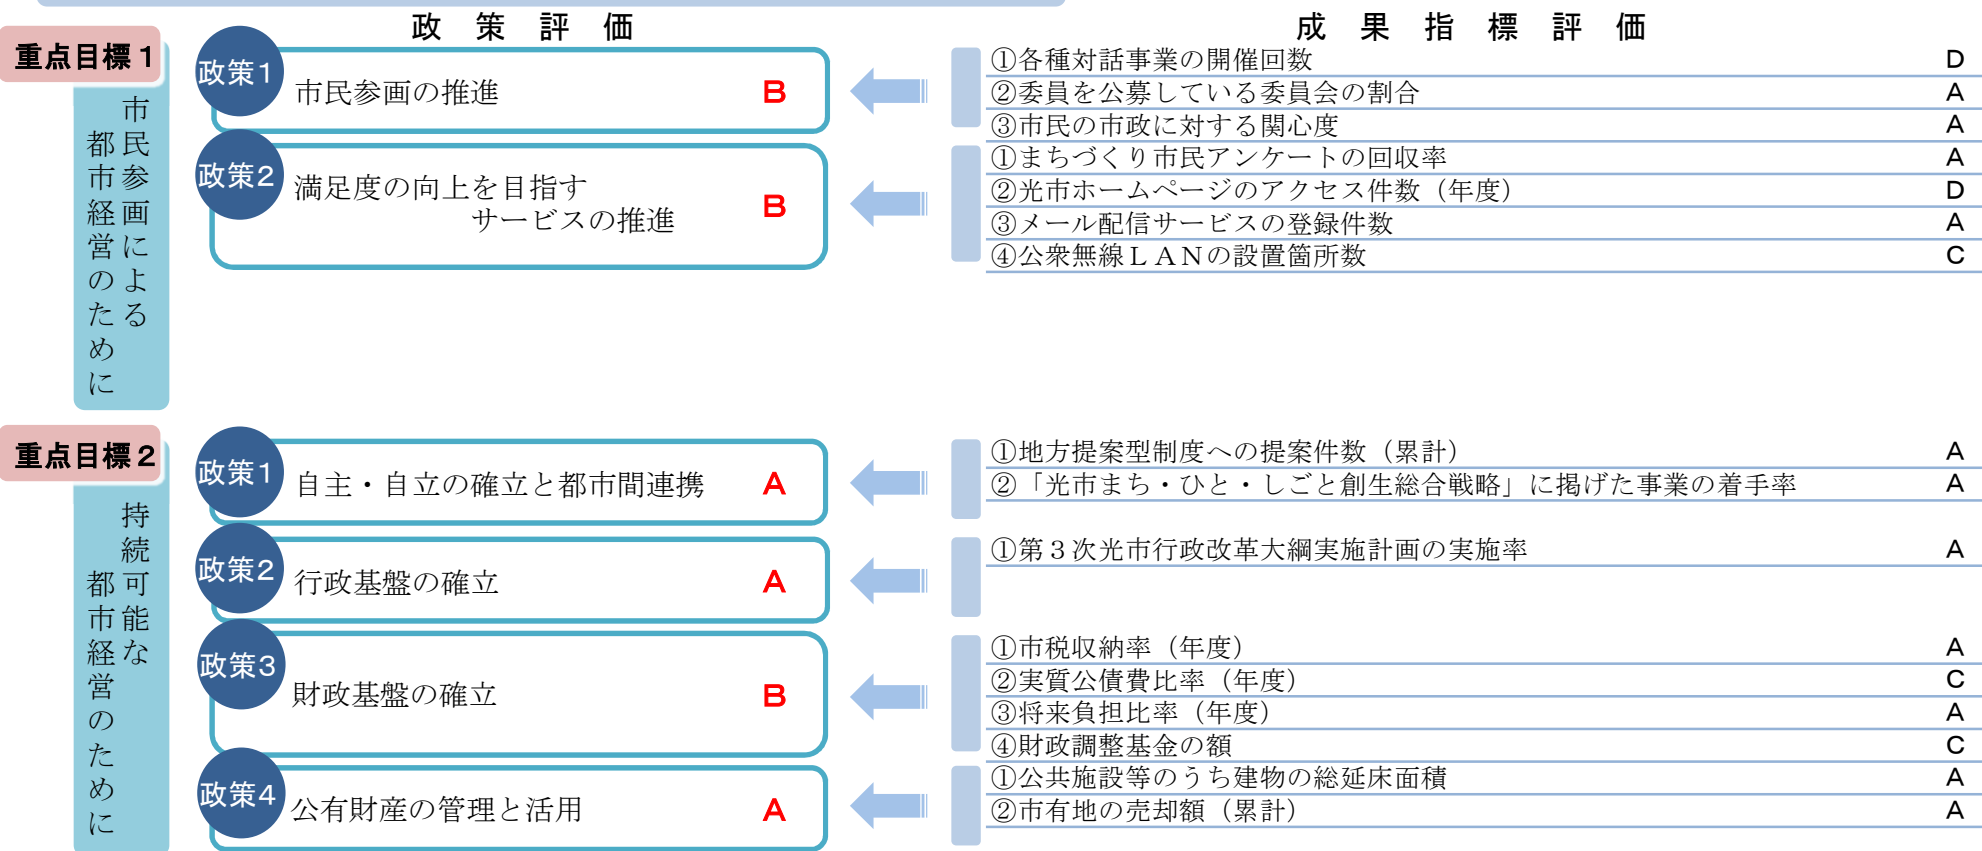 政策評価
成果指標評価
重点目標１
市民参画による
都市経営のために
政策1
市民参画の推進
B
①各種対話事業の開催回数 D
②委員を公募している委員会の割合 A
③市民の市政に対する関心度 A
政策2
満足度の向上を目指す
サービスの推進
B
①まちづくり市民アンケートの回収率 A
②光市ホームページのアクセス件数（年度） D
③メール配信サービスの登録件数 A
④公衆無線ＬＡＮの設置箇所数 C
重点目標２
持続可能な
都市経営のために
政策1
自主・自立の確立と都市間連携
A
①地方提案型制度への提案件数（累計） A
②「光市まち・ひと・しごと創生総合戦略」に掲げた事業の着手率 A
政策2
行政基盤の確立
A
①第３次光市行政改革大綱実施計画の実施率 A
政策3
財政基盤の確立
B
①市税収納率（年度） A
②実質公債費比率（年度） C
③将来負担比率（年度） A
④財政調整基金の額 C
政策4
公有財産の管理と活用
A
①公共施設等のうち建物の総延床面積 A
②市有地の売却額（累計） A